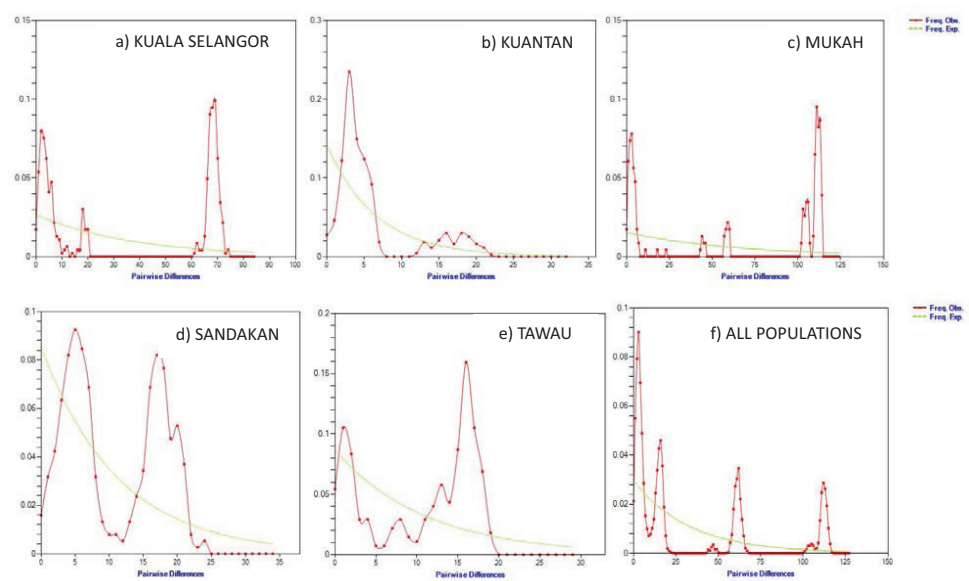 a) KUALA SELANGOR
0.15
0.1
0.05
0
0 10 20 30 40 50 60 70 80 90 100
Pairwise Differences
b) KUANTAN
0.3
0.2
0.1
0
0 5 10 15 20 25 30 35
Pairwise Differences
c) MUKAH
0.15
0.1
0.05
0
0 50 100 150
Pairwise Differences
Freq. Obs.
Freq. Exp.
d) SANDAKAN
0.1
0.08
0.06
0.04
0.02
0
0 5 10 15 20 25 30 35
Pairwise Differences
e) TAWAU
0.2
0.15
0.1
0.05
0
0 5 10 15 20 25 30
Pairwise Differences
f) ALL POPULATIONS
0.1
0.08
0.06
0.04
0.02
0
0 25 50 75 100 125 150
Pairwise Differences
Freq. Obs.
Freq. Exp.